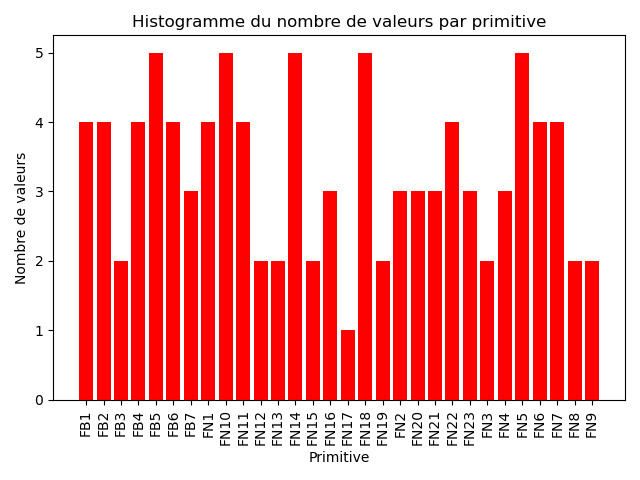 Histogramme du nombre de valeurs par primitive
Nombre de valeurs
5
4
3
2
1
0
FB1 FB2 FB3 FB4 FB5 FB6 FB7 FN1 FN10 FN11 FN12 FN13 FN14 FN15 FN16 FN17 FN18 FN19 FN2 FN20 FN21 FN22 FN23 FN3 FN4 FN5 FN6 FN7 FN8 FN9
Primitive